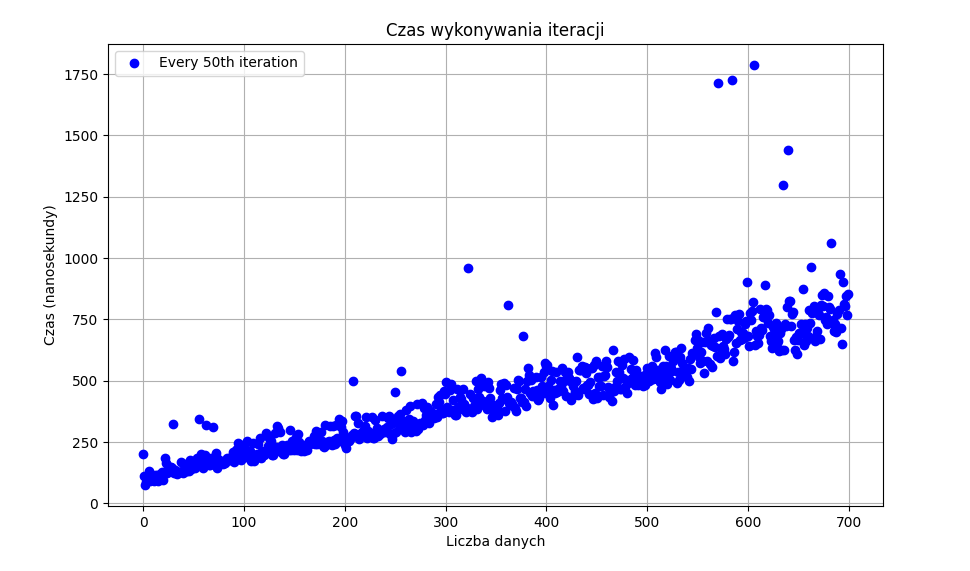 Czas wykonywania iteracji
Every 50th iteration
Czas (nanosekundy)
1750
1500
1250
1000
750
500
250
0
0 100 200 300 400 500 600 700
Liczba danych